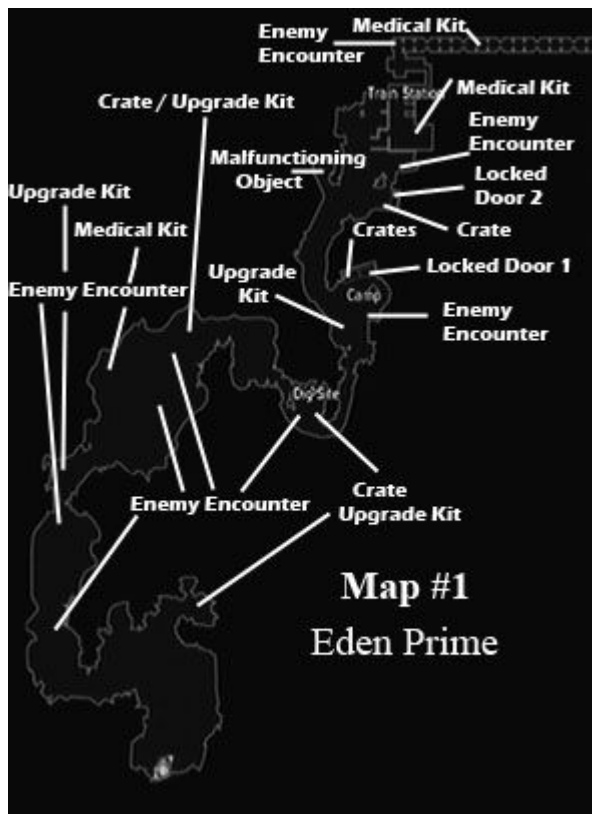 Medical Kit
Enemy
Encounter
Train Station
Medical Kit
Crate / Upgrade Kit
Enemy
Encounter
Malfunctioning
Object
Locked
Door 2
Upgrade Kit
Medical Kit
Crates
Crate
Upgrade
Kit
Locked Door 1
Enemy Encounter
Camp
Enemy
Encounter
Dig Site
Enemy Encounter
Crate
Upgrade Kit
Map #1
Eden Prime